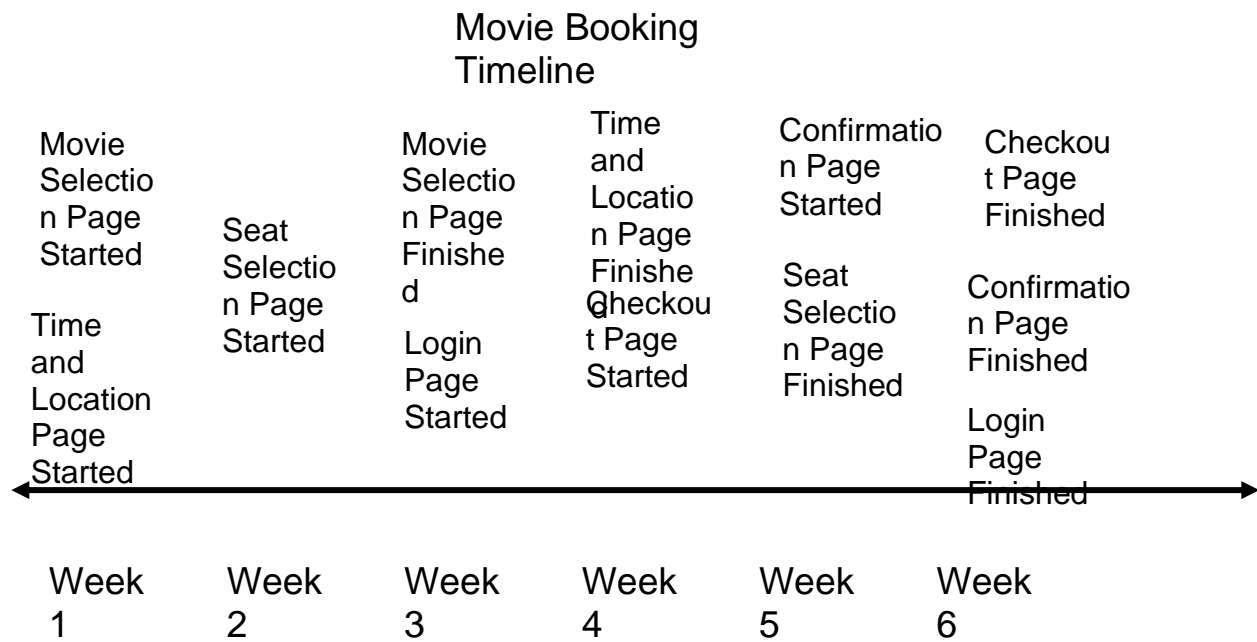 Movie Booking
Timeline
Movie
Selectio
n Page
Started
Time
and
Location
Page
Started
Seat
Selectio
n Page
Started
Movie
Selectio
n Page
Finishe
d
Login
Page
Started
Time
and
Locatio
n Page
Finishe
d
Checkou
t Page
Started
Confirmatio
n Page
Started
Seat
Selectio
n Page
Finished
Checkou
t Page
Finished
Confirmatio
n Page
Finished
Login
Page
Finished
Week
1
Week
2
Week
3
Week
4
Week
5
Week
6